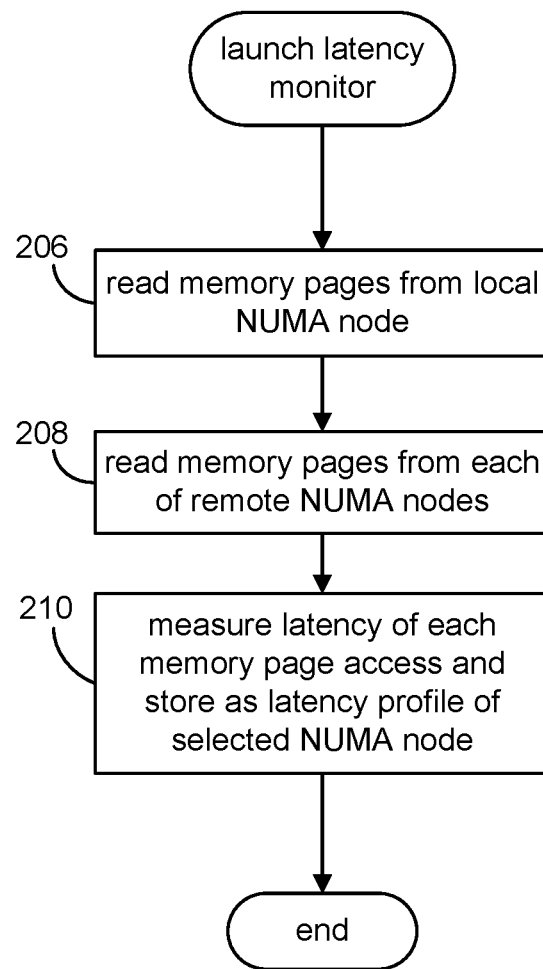 launch latency
monitor
206
read memory pages from local
NUMA node
208
read memory pages from each
of remote NUMA nodes
210
measure latency of each
memory page access and
store as latency profile of
selected NUMA node
end